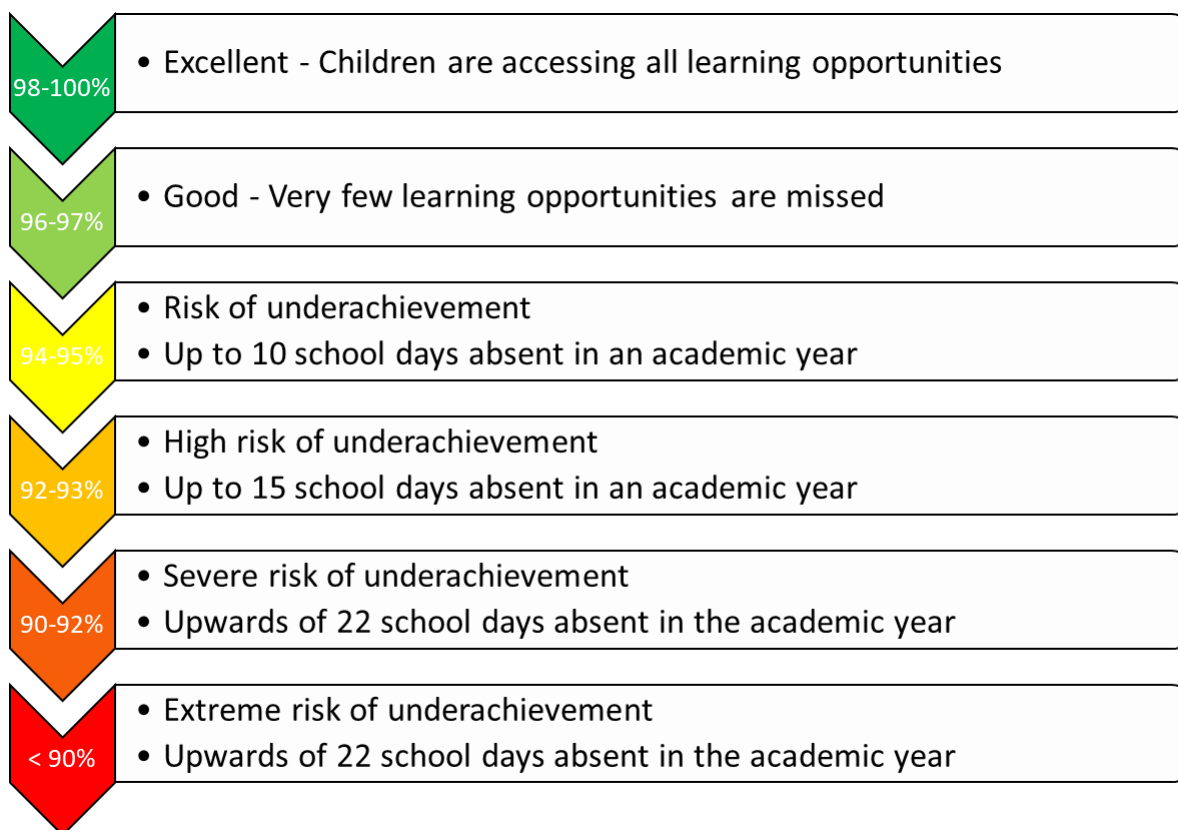 98-100%
• Excellent - Children are accessing all learning opportunities
96-97%
• Good - Very few learning opportunities are missed
94-95%
• Risk of underachievement
• Up to 10 school days absent in an academic year
92-93%
• High risk of underachievement
• Up to 15 school days absent in an academic year
90-92%
• Severe risk of underachievement
• Upwards of 22 school days absent in the academic year
< 90%
• Extreme risk of underachievement
• Upwards of 22 school days absent in the academic year